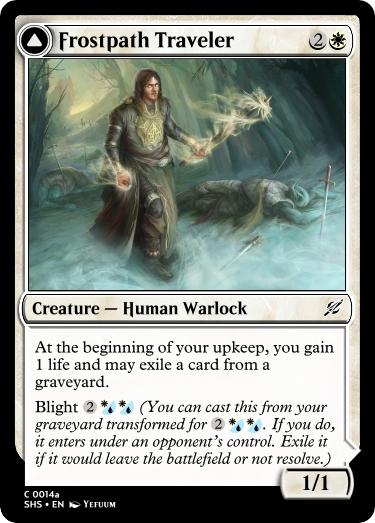 Frostpath Traveler 2
Creature — Human Warlock
At the beginning of your upkeep, you gain
1 life and may exile a card from a
graveyard.
Blight 2 (You can cast this from your
graveyard transformed for 2. If you do,
it enters under an opponent's control. Exile it
if it would leave the battlefield or not resolve.)
1/1
C 0014a
SHS • EN Yefuum